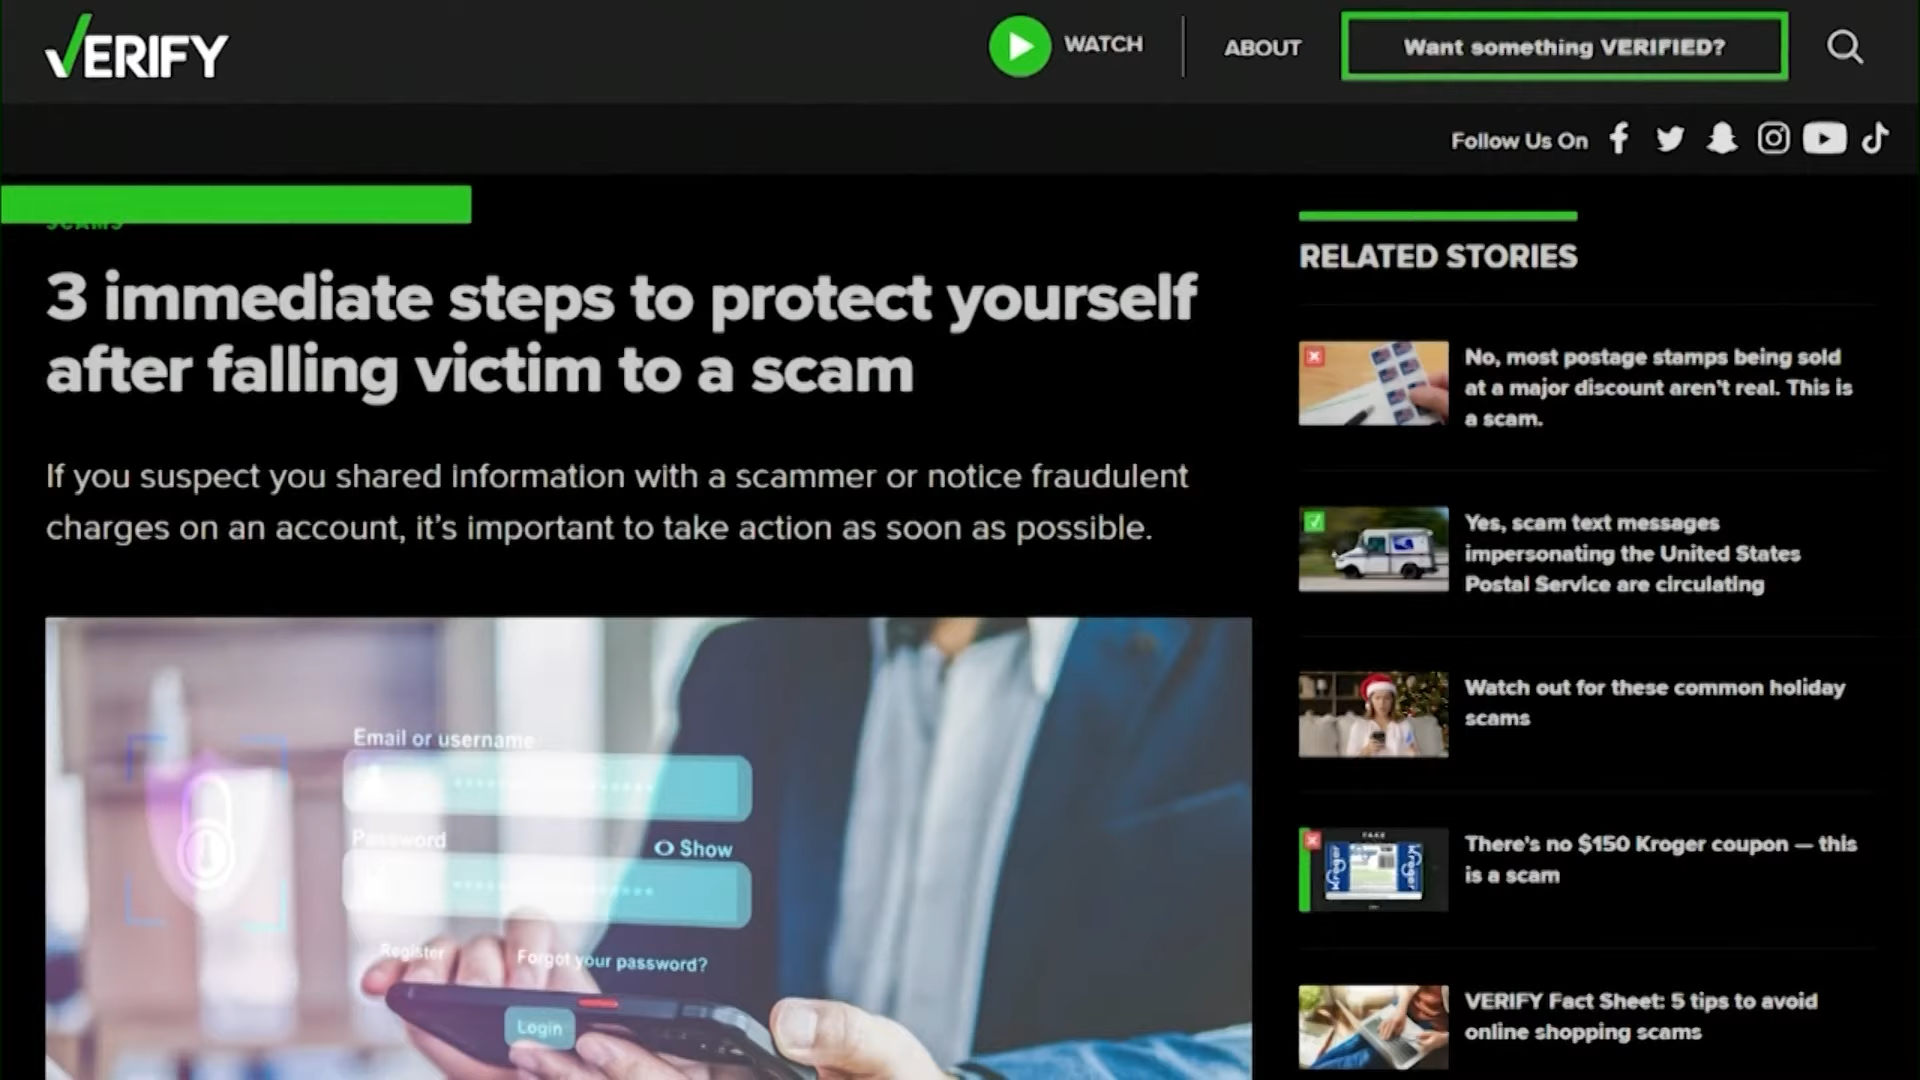 VERIFY
WATCH
ABOUT
Want something VERIFIED?
Follow Us On
SCAMS
3 immediate steps to protect yourself
after falling victim to a scam
If you suspect you shared information with a scammer or notice fraudulent
charges on an account, it's important to take action as soon as possible.
Email or username
Password
Show
Register
Forgot your password?
Login
RELATED STORIES
No, most postage stamps being sold
at a major discount aren't real. This is
a scam.
Yes, scam text messages
impersonating the United States
Postal Service are circulating
Watch out for these common holiday
scams
FAKE
Kroger
Kroger
There's no $150 Kroger coupon — this
is a scam
VERIFY Fact Sheet: 5 tips to avoid
online shopping scams